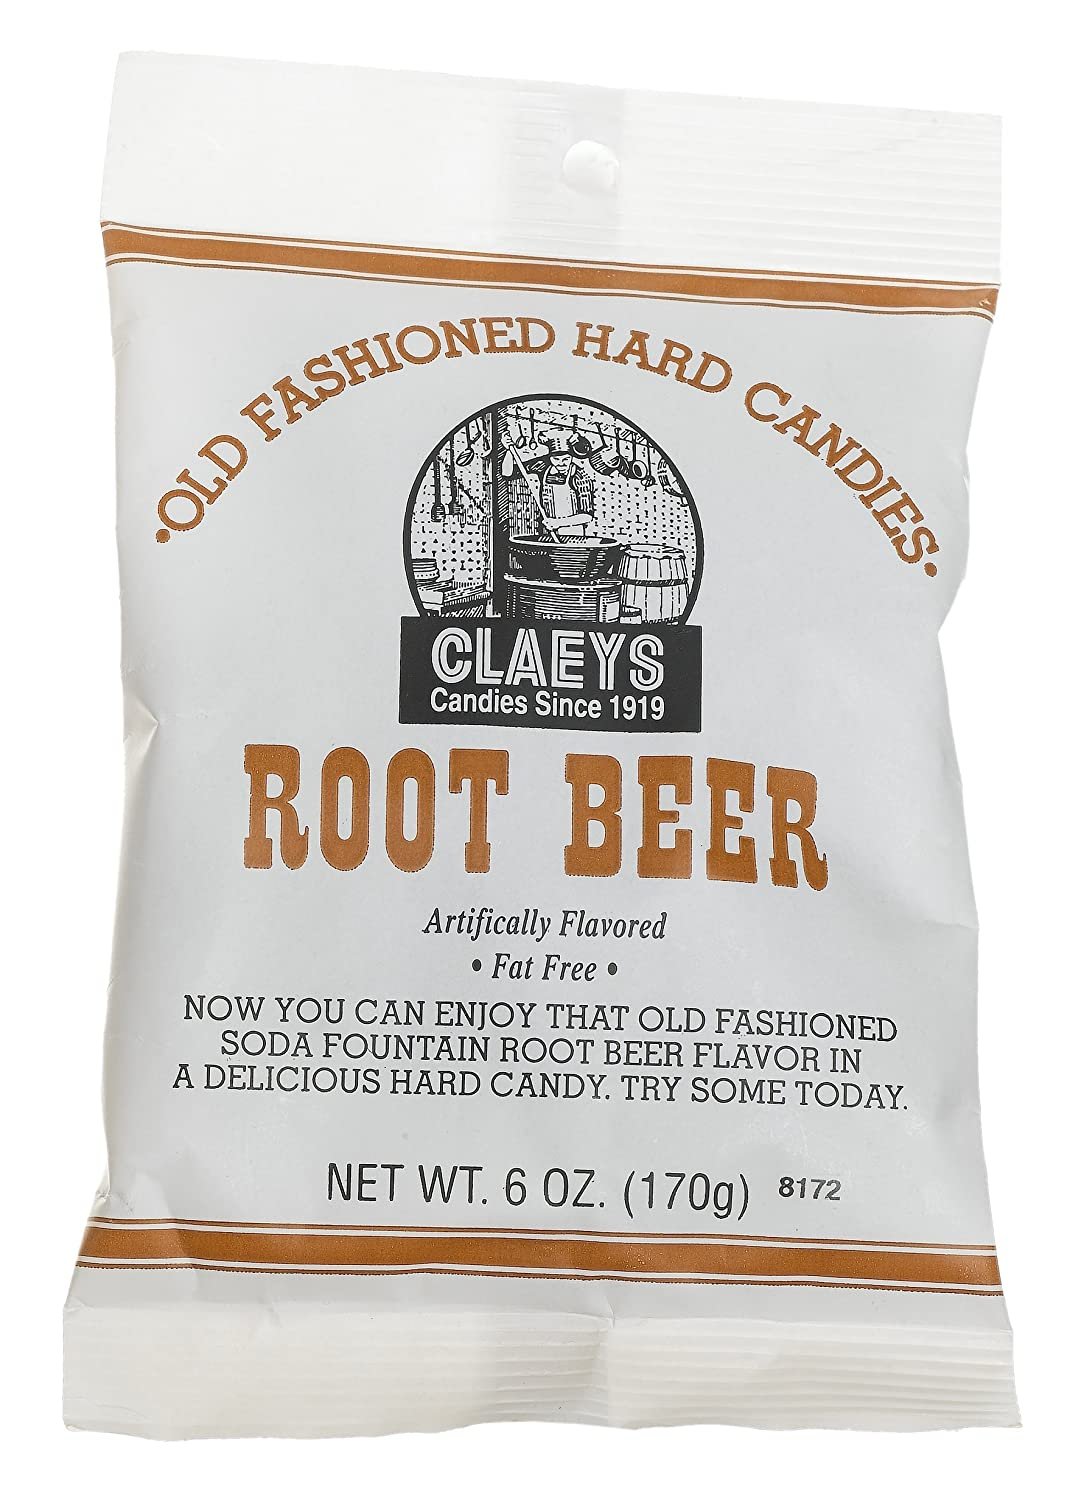 •OLD FASHIONED HARD CANDIES•
CLAEYS
Candies Since 1919
ROOT BEER
Artifically Flavored
• Fat Free •
NOW YOU CAN ENJOY THAT OLD FASHIONED
SODA FOUNTAIN ROOT BEER FLAVOR IN
A DELICIOUS HARD CANDY. TRY SOME TODAY.
NET WT. 6 OZ. (170g) 8172